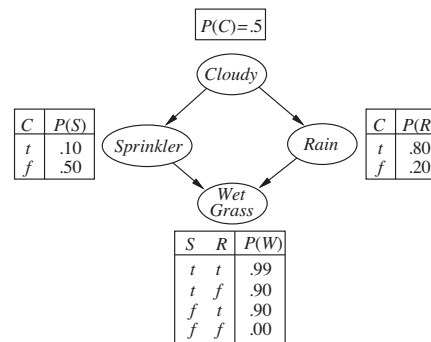 P(C)=.5
Cloudy
C P(S)
t .10
f .50
Sprinkler
Rain
C P(R
t .80
f .20
Wet
Grass
S R P(W)
t t .99
t f .90
f t .90
f f .00